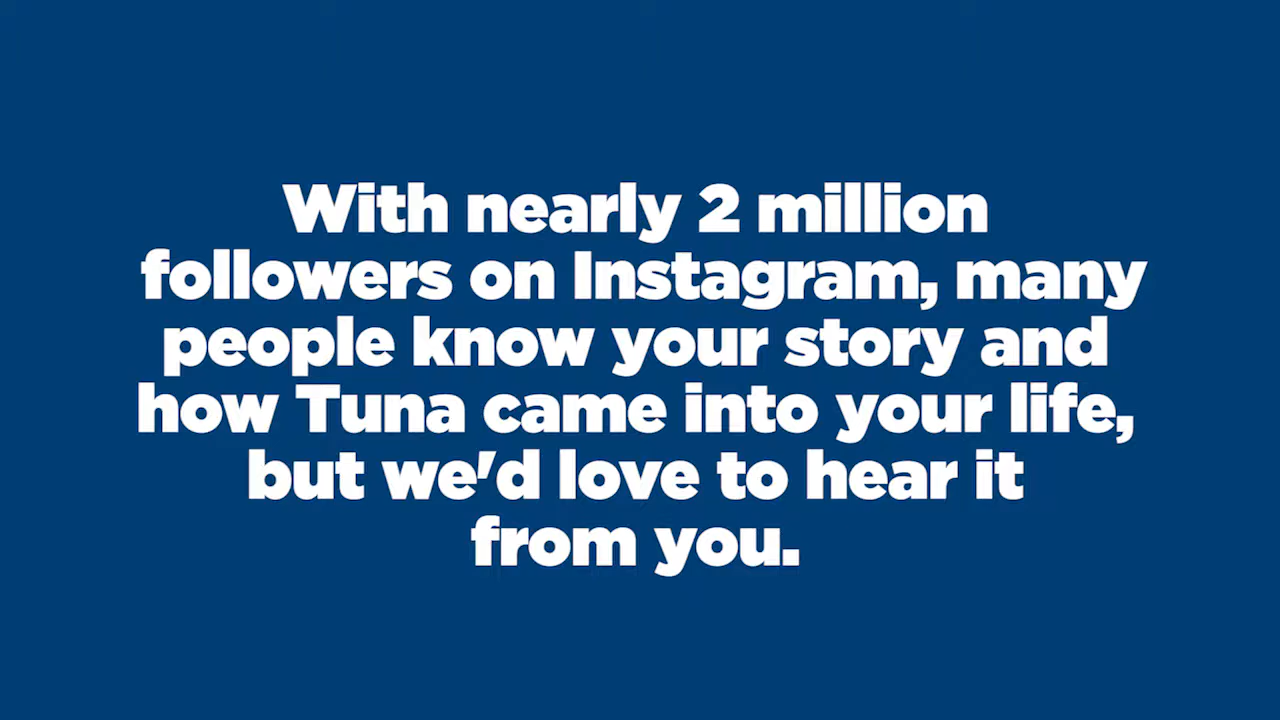 With nearly 2 million
followers on Instagram, many
people know your story and
how Tuna came into your life,
but we'd love to hear it
from you.